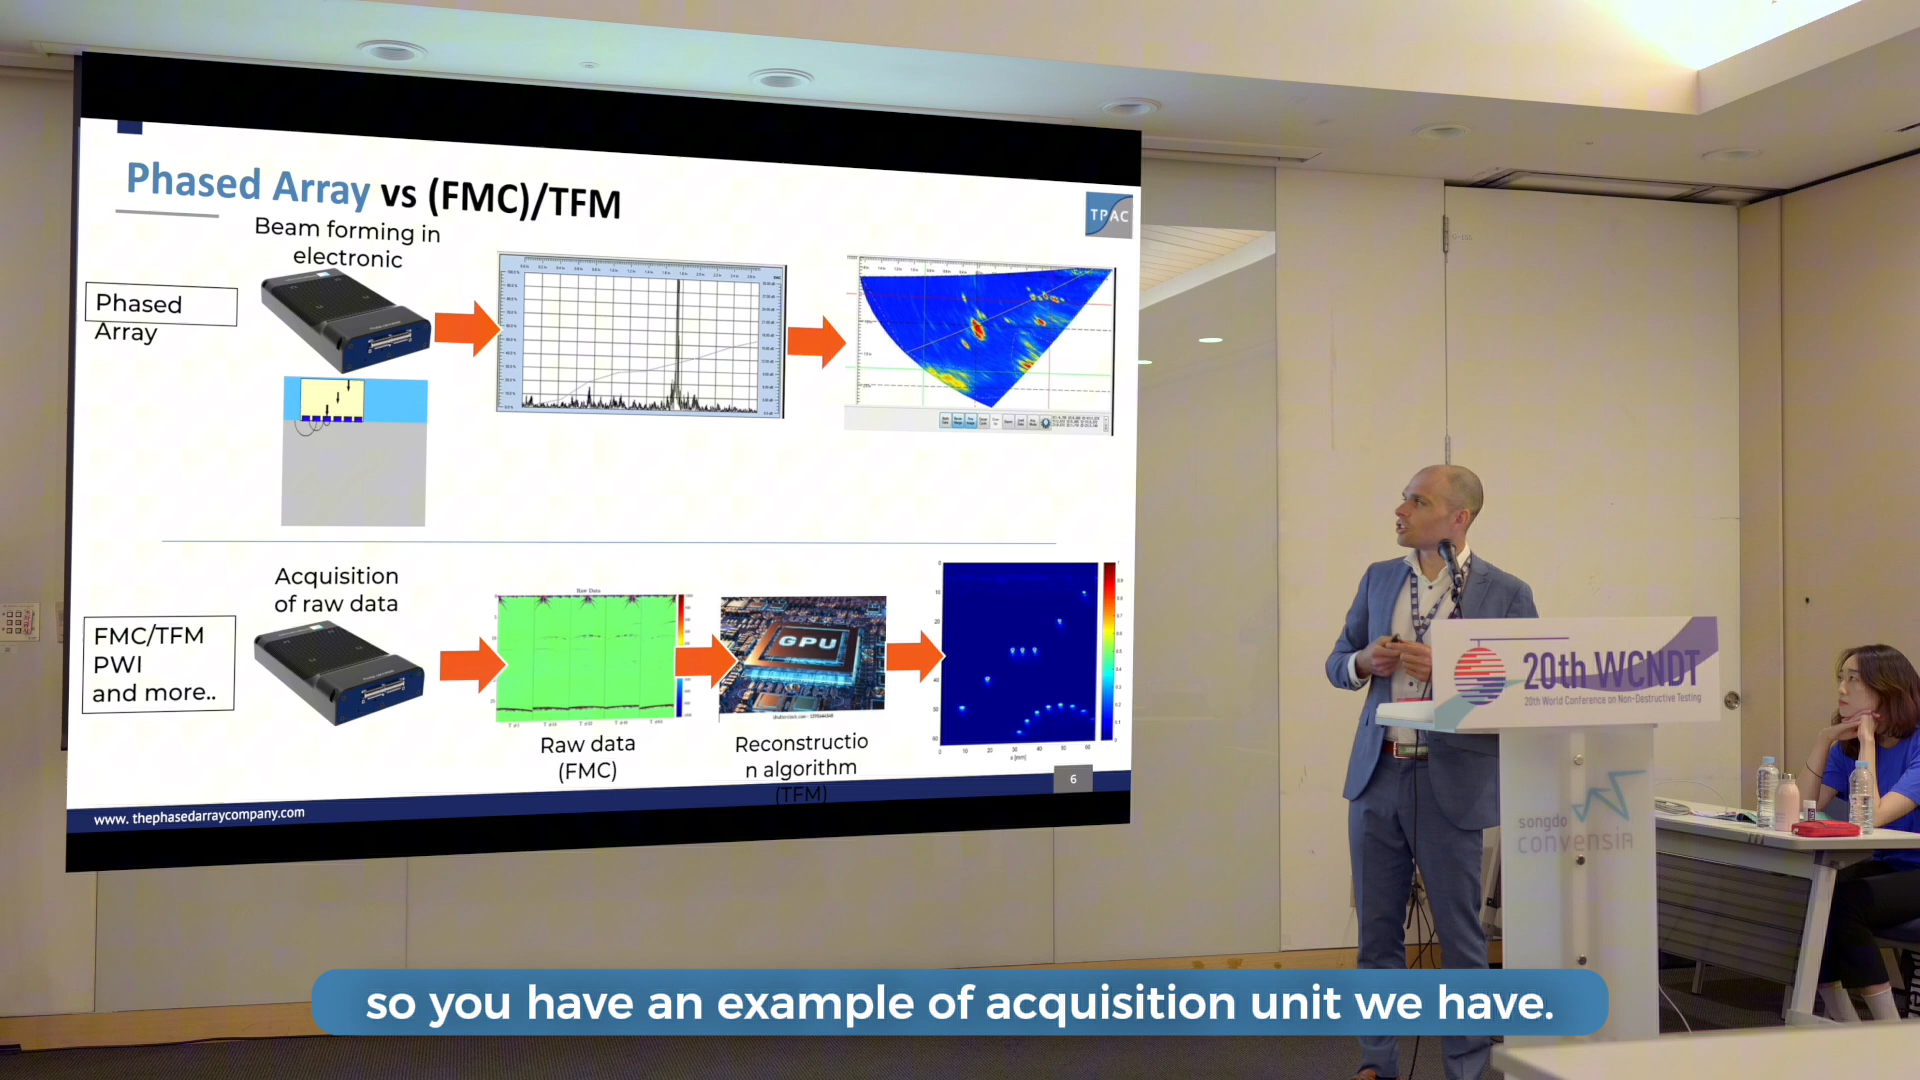 Phased Array vs (FMC)/TFM
TPAC
Beam forming in
electronic
Phased
Array
Acquisition
of raw data
FMC/TFM
PWI
and more..
Raw Data
GPU
Raw data
(FMC)
Reconstructio
n algorithm
(TFM)
6
www. thephasedarraycompany.com
20th WCNDT
20th World Conference on Non-Destructive Testing
songdo
convensia
so you have an example of acquisition unit we have.